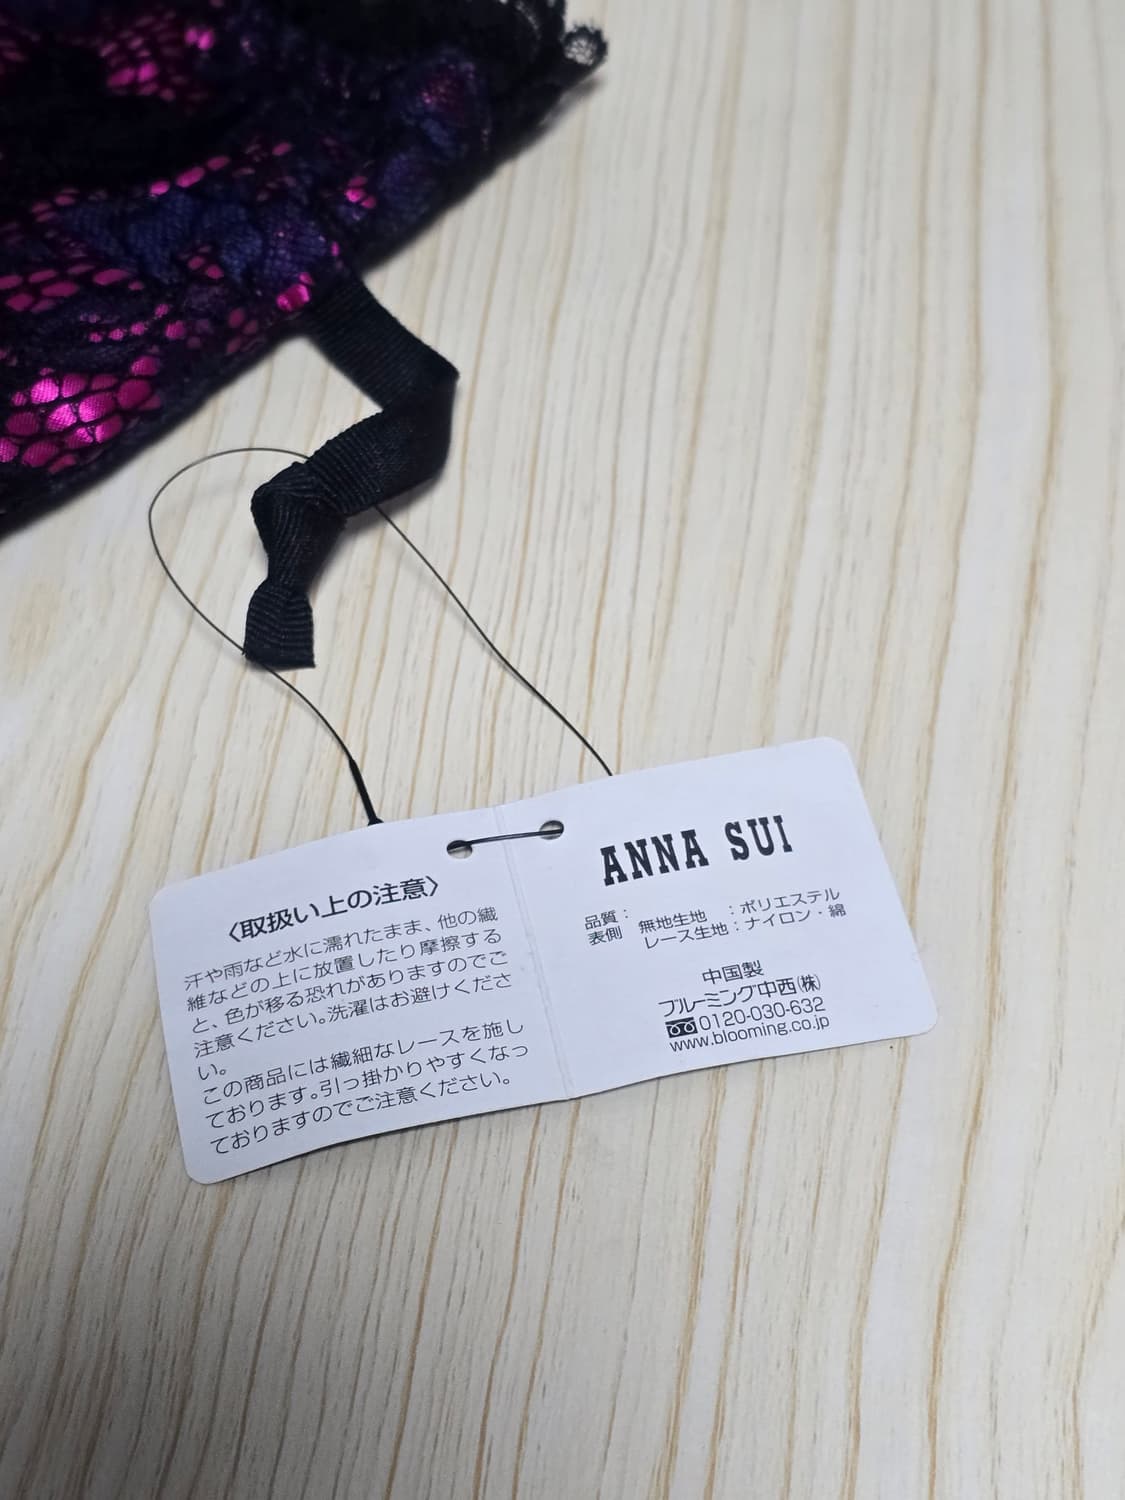 〈取扱い上の注意〉
汗や雨など水に濡れたまま、他の繊
維などの上に放置したり摩擦する
と、色が移る恐れがありますのでご
注意ください。洗濯はお避けくださ
い。
この商品には繊細なレースを施し
ております。引っ掛かりやすくなっ
ておりますのでご注意ください。
ANNA SUI
品質：
表側 無地生地 ：ポリエステル
レース生地：ナイロン・綿
中国製
ブルーミング中西㈱
0120-030-632
www.blooming.co.jp